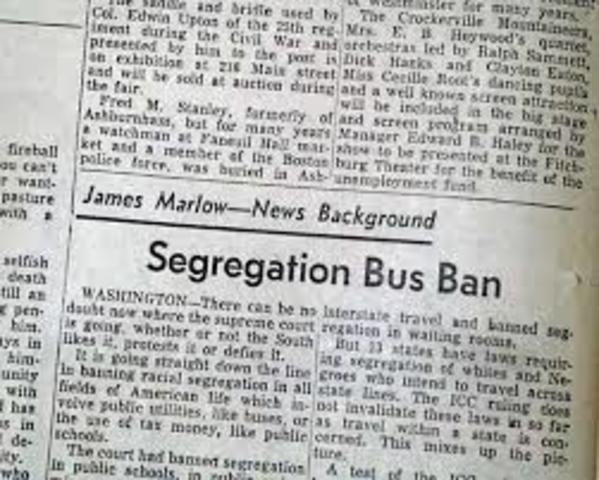 The saddle and bridle used by
Col. Edwin Upton of the 25th reg-
iment during the Civil War and
presented by him to the post is
on exhibition at 216 Main street
and will be sold at auction during
the fair.
Fred M. Stanley, formerly of
Ashburnham, but for many years
a watchman at Faneuil Hall mar-
ket and a member of the Boston
police force, was buried in Ash-
Westminster for many years.
The Crockerville Mountaineers,
Mrs. E. B. Heywood's quartet,
orchestras led by Ralph Sammett,
Dick Hanks and Clayton Eaton,
Miss Cecille Root's dancing pupils
and a well known screen attraction
will be included in the big stage
and screen program arranged by
Manager Edward B. Haley for the
show to be presented at the Fitch-
burg Theater for the benefit of the
unemployment fund.
fireball
ou can't
want-
pasture
with a
selfish
death
till an
pen-
him.
ays in
him-
unity
with
has
in
de-
who
James Marlow—News Background
Segregation Bus Ban
WASHINGTON—There can be no
doubt now where the supreme court
is going, whether or not the South
likes it, protests it or defies it.
It is going straight down the line
in banning racial segregation in all
fields of American life which in-
volve public utilities, like buses, or
the use of tax money, like public
schools.
The court had banned segregation
in public schools, in public
interstate travel and banned seg-
regation in waiting rooms.
But 13 states have laws requir-
ing segregation of whites and Ne-
groes who intend to travel across
state lines. The ICC ruling does
not invalidate these laws in so far
as travel within a state is con-
cerned. This mixes up the pic-
ture.
A test of the ICC